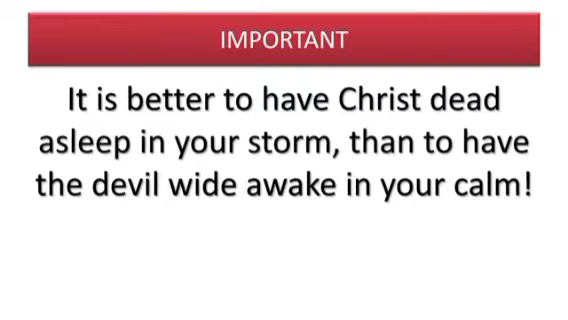 IMPORTANT
It is better to have Christ dead
asleep in your storm, than to have
the devil wide awake in your calm!